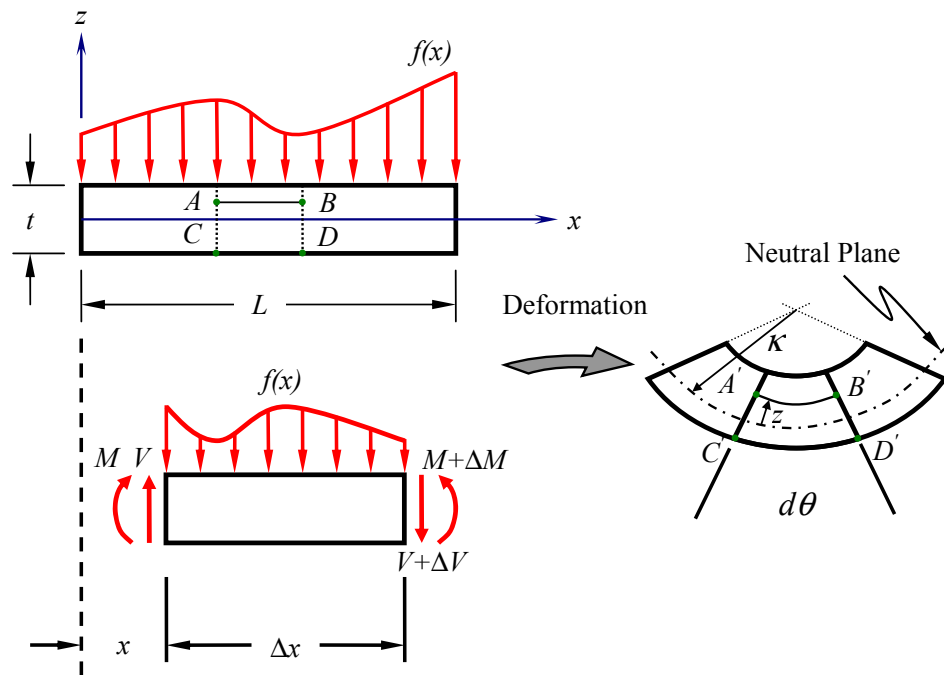 z
f(x)
A B
t
x
C D
L
Neutral Plane
Deformation
κ
A' B'
z
C' D'
dθ
f(x)
M V M+ΔM
V+ΔV
x Δx